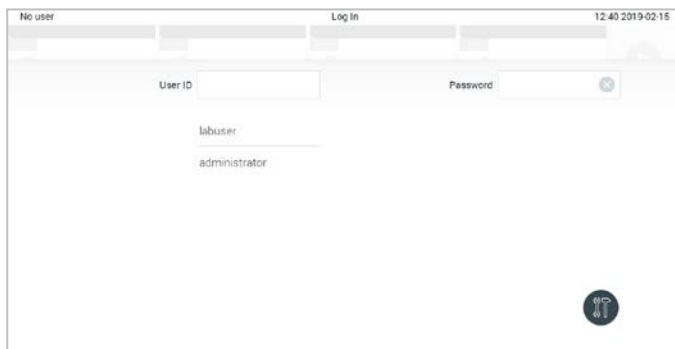 No user Log In 12:40 2019-02-15
User ID Password
labuser
administrator